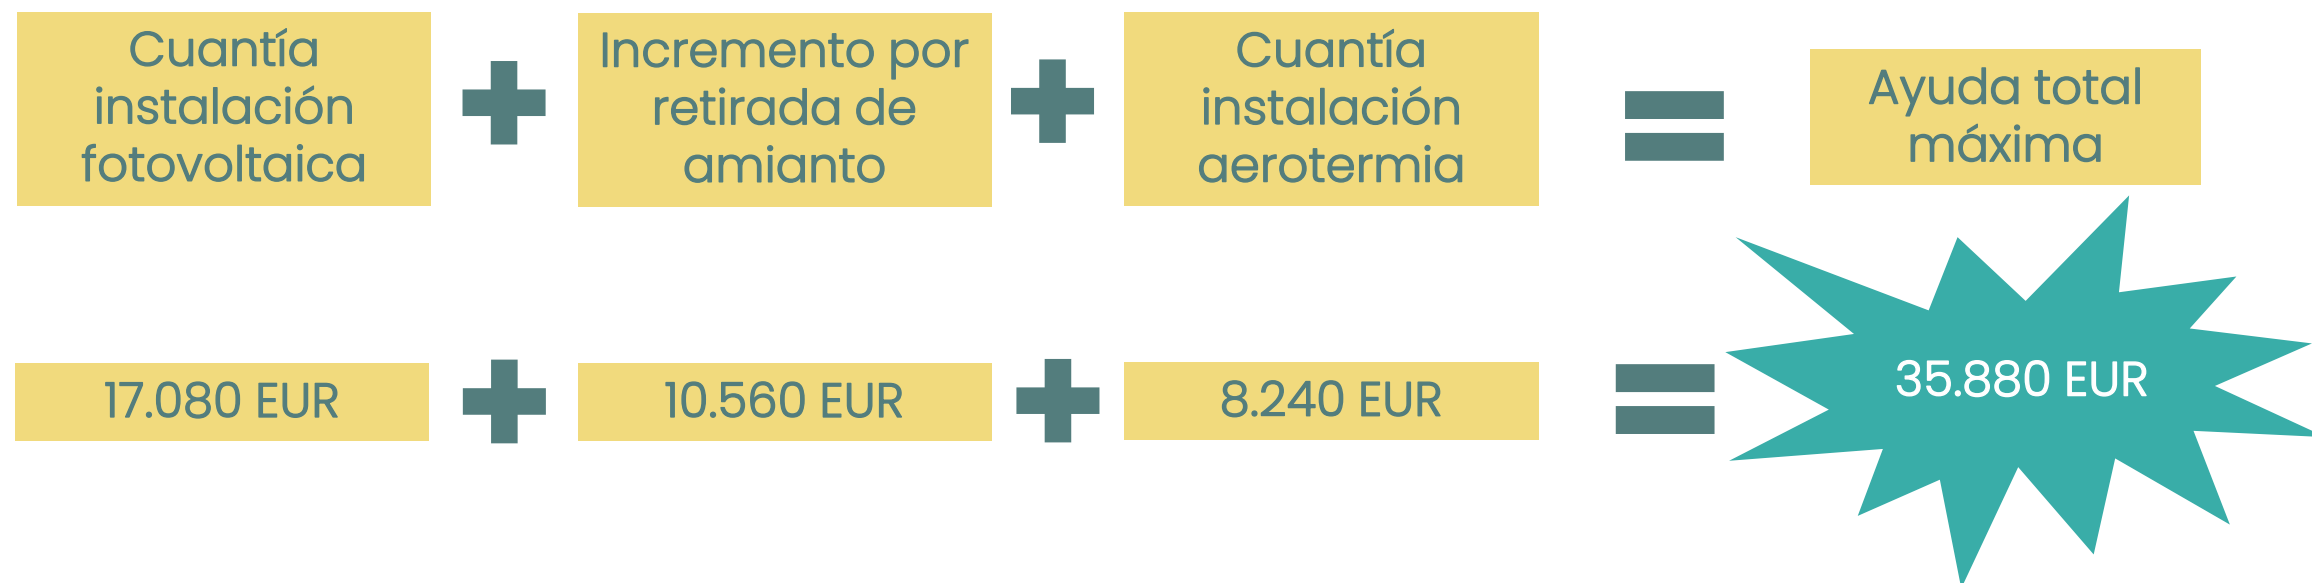 Cuantía
instalación
fotovoltaica
Incremento por
retirada de
amianto
Cuantía
instalación
aerotermia
Ayuda total
máxima
17.080 EUR
10.560 EUR
8.240 EUR
35.880 EUR